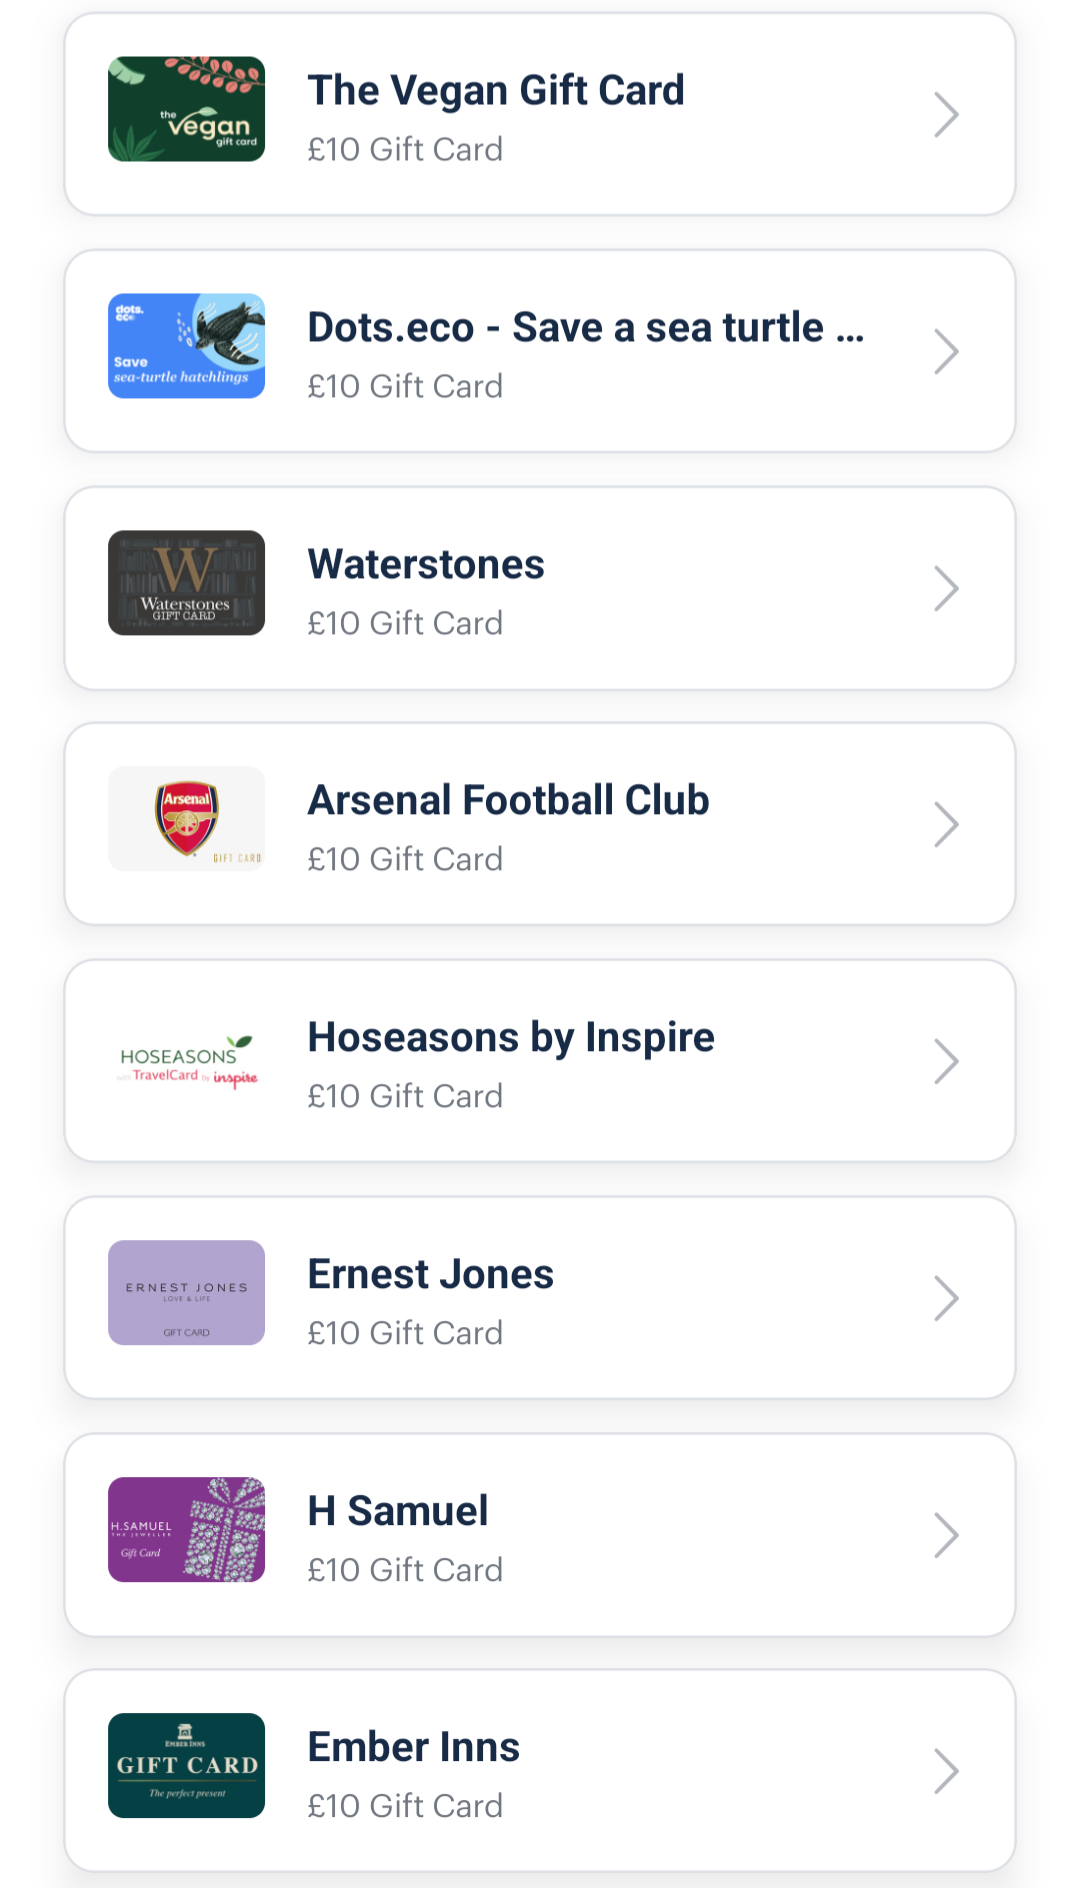 the
vegan
gift card
The Vegan Gift Card
£10 Gift Card
dots.
eco
Save
sea-turtle hatchlings
Dots.eco - Save a sea turtle ...
£10 Gift Card
W
Waterstones
GIFT CARD
Waterstones
£10 Gift Card
Arsenal
GIFT CARD
Arsenal Football Club
£10 Gift Card
HOSEASONS
with TravelCard by inspire
Hoseasons by Inspire
£10 Gift Card
ERNEST JONES
LOVE & LIFE
GIFT CARD
Ernest Jones
£10 Gift Card
H.SAMUEL
THE JEWELLER
Gift Card
H Samuel
£10 Gift Card
EMBER INNS
GIFT CARD
The perfect present
Ember Inns
£10 Gift Card